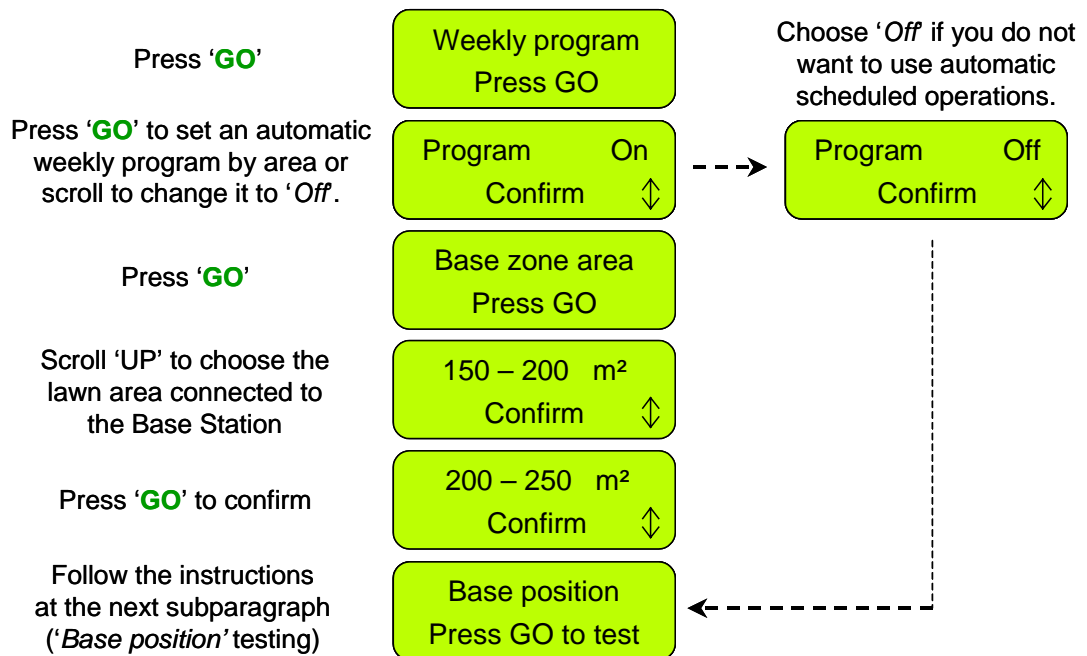 Press ‘GO’
Weekly program
Press GO
Choose ‘Off’ if you do not
want to use automatic
scheduled operations.
Press ‘GO’ to set an automatic
weekly program by area or
scroll to change it to ‘Off’.
Program On
Confirm ↕
Program Off
Confirm ↕
Press ‘GO’
Base zone area
Press GO
Scroll ‘UP’ to choose the
lawn area connected to
the Base Station
150 – 200 m²
Confirm ↕
Press ‘GO’ to confirm
200 – 250 m²
Confirm ↕
Follow the instructions
at the next subparagraph
(‘Base position’ testing)
Base position
Press GO to test